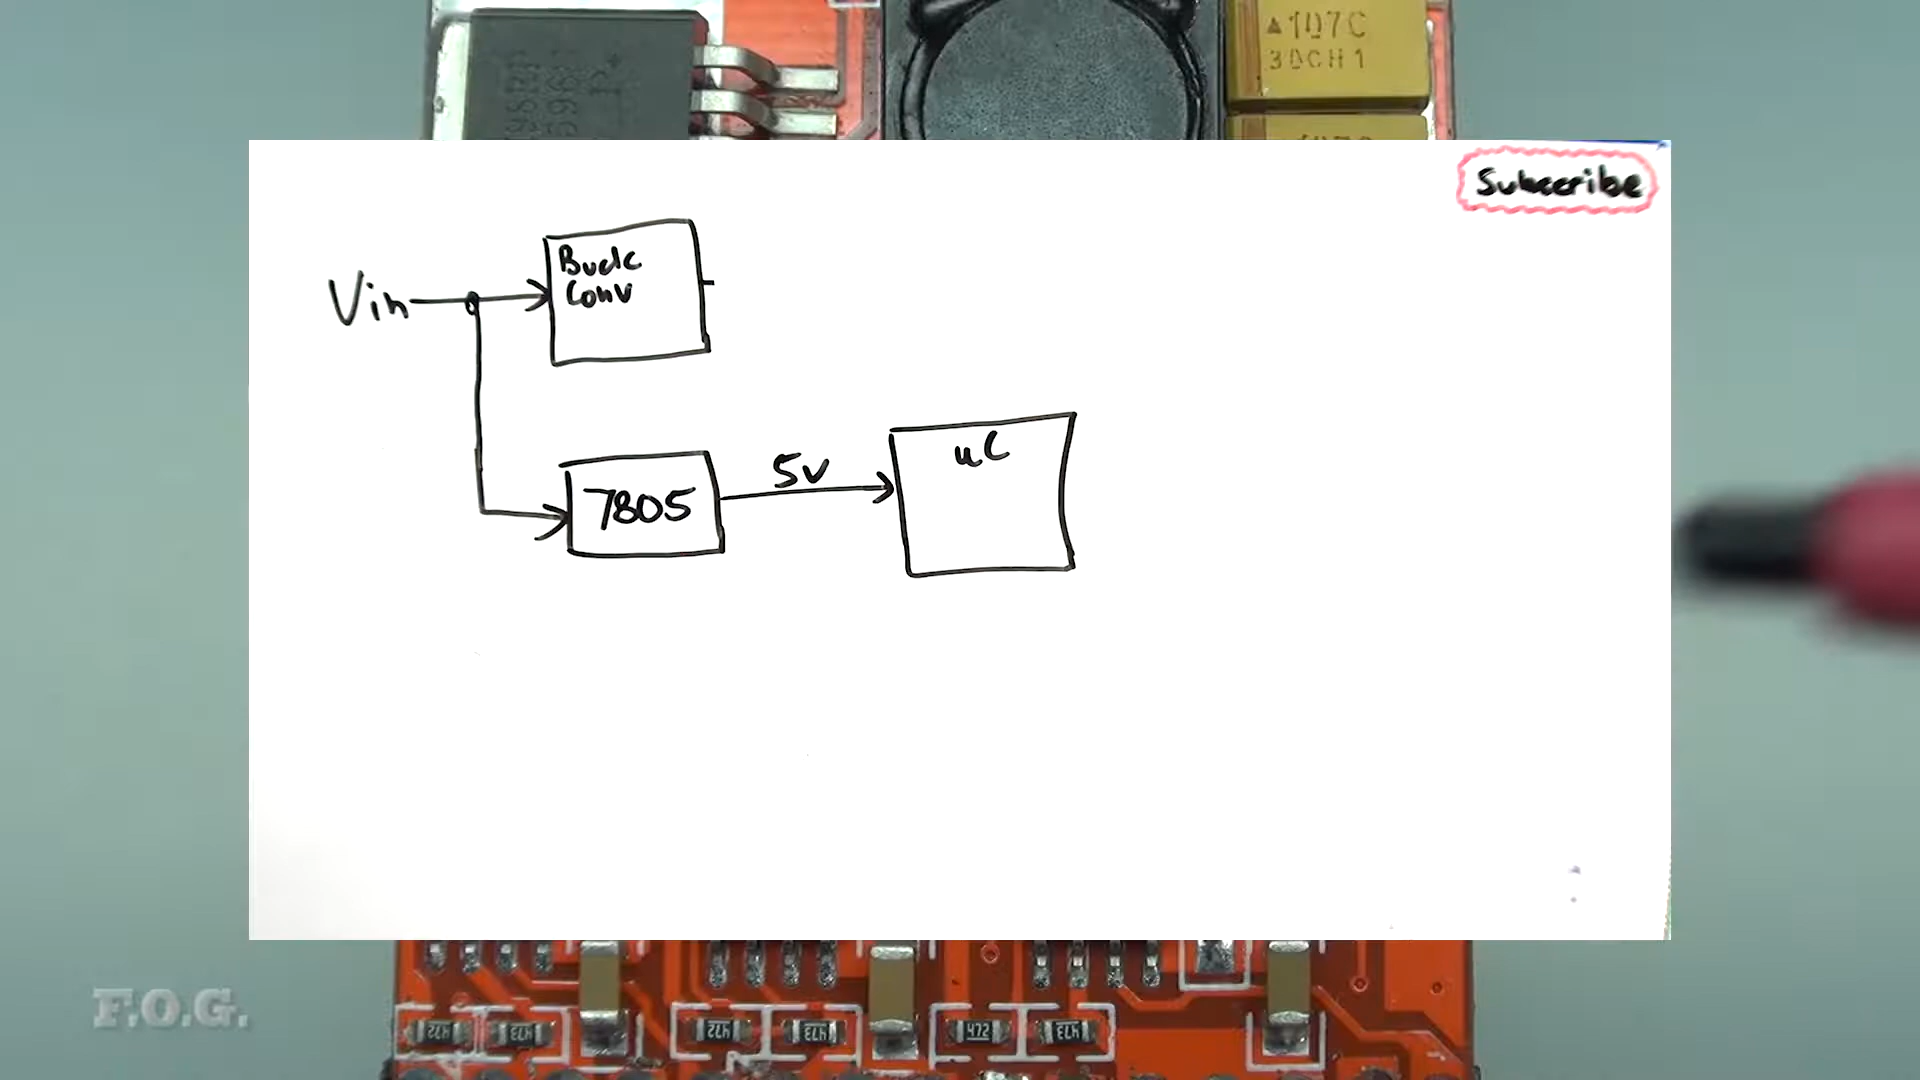 107C
30CH1
Subscribe
Vin
Buck
Conv
7805
5v
uC
F.O.G.
472
473
472
473
472
473